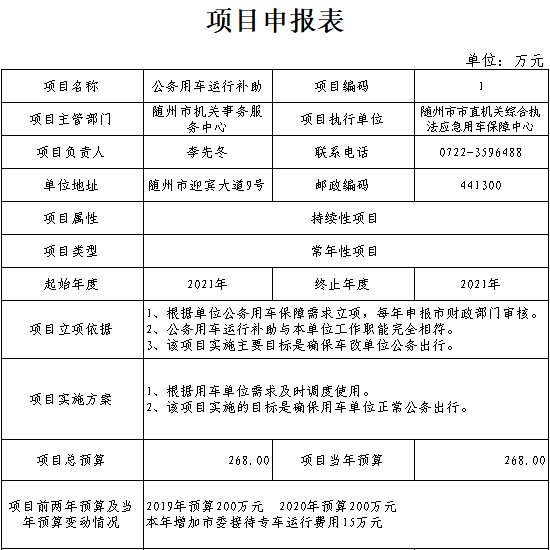 项目申报表
单位：万元
项目名称 公务用车运行补助 项目编码 1
项目主管部门 随州市机关事务服务中心 项目执行单位 随州市市直机关综合执法应急用车保障中心
项目负责人 李先冬 联系电话 0722-3596488
单位地址 随州市迎宾大道9号 邮政编码 441300
项目属性 持续性项目
项目类型 常年性项目
起始年度 2021年 终止年度 2021年
项目立项依据
1、根据单位公务用车保障需求立项，每年申报市财政部门审核。
2、公务用车运行补助与本单位工作职能完全相符。
3、该项目实施主要目标是确保车改单位公务出行。
项目实施方案
1、根据用车单位需求及时调度使用。
2、该项目实施的目标是确保用车单位正常公务出行。
项目总预算 268.00 项目当年预算 268.00
项目前两年预算及当年预算变动情况
2019年预算200万元 2020年预算200万元
本年增加市委接待专车运行费用15万元